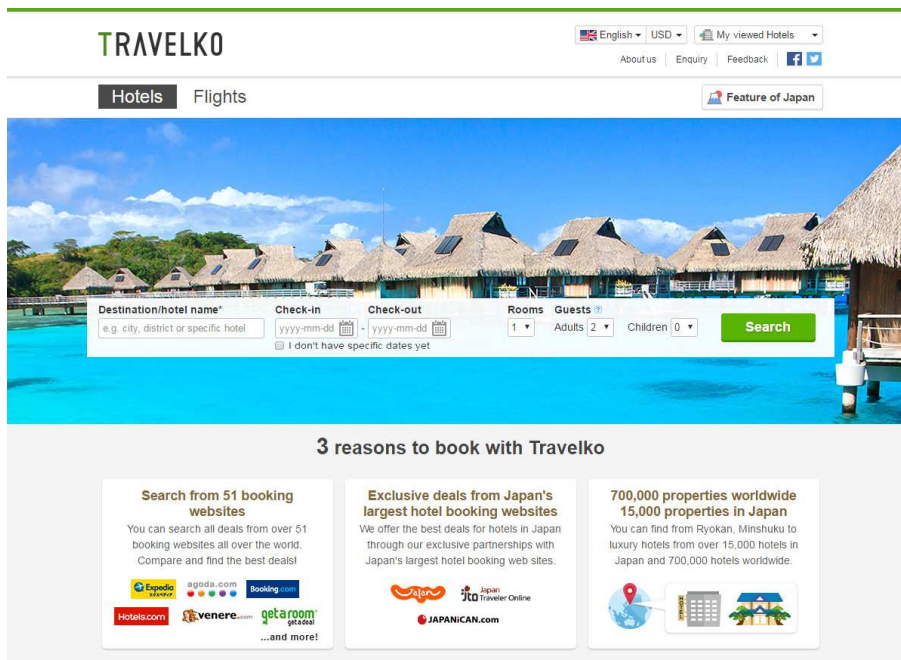 TRAVELKO
English USD My viewed Hotels
About us Enquiry Feedback
Hotels Flights Feature of Japan
Destination/hotel name* Check-in Check-out Rooms Guests
e.g. city, district or specific hotel yyyy-mm-dd - yyyy-mm-dd 1 Adults 2 Children 0 Search
I don't have specific dates yet
3 reasons to book with Travelko
Search from 51 booking
websites
You can search all deals from over 51
booking websites all over the world.
Compare and find the best deals!
Expedia
エクスペディア
agoda.com
Booking.com
Hotels.com
venere.com
getaroom
getadeal
...and more!
Exclusive deals from Japan's
largest hotel booking websites
We offer the best deals for hotels in Japan
through our exclusive partnerships with
Japan's largest hotel booking web sites.
Jalan
Japan
Traveler Online
JAPANiCAN.com
700,000 properties worldwide
15,000 properties in Japan
You can find from Ryokan, Minshuku to
luxury hotels from over 15,000 hotels in
Japan and 700,000 hotels worldwide.
HOTEL